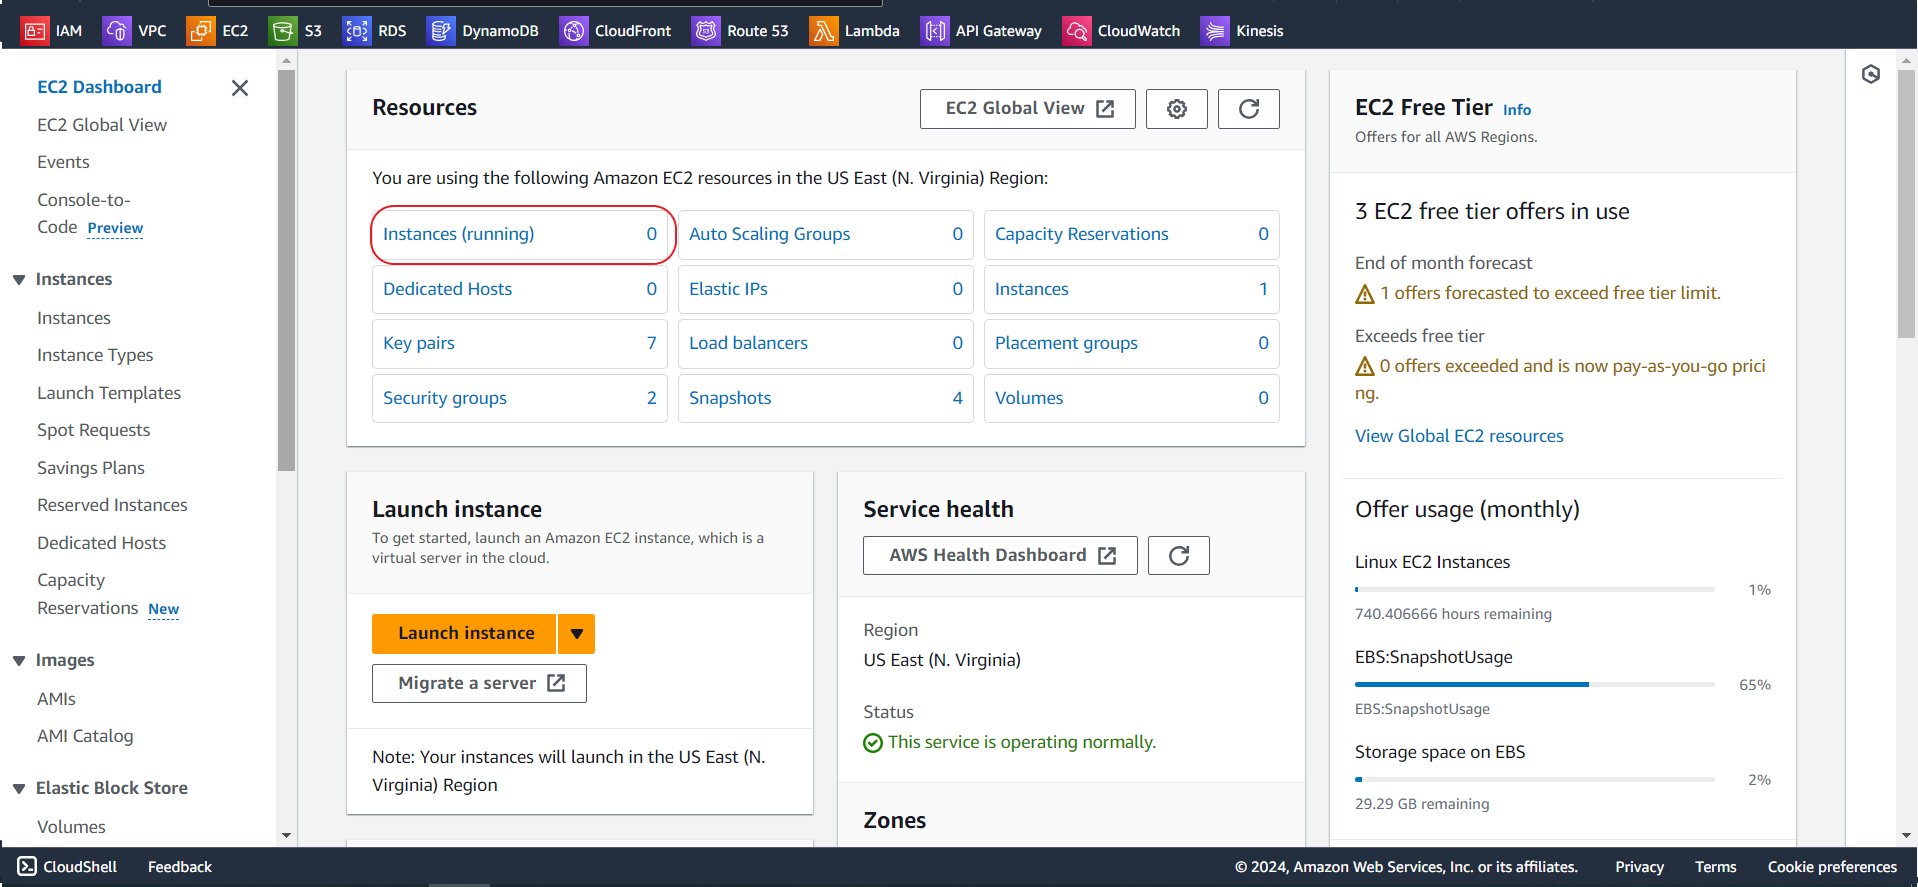 IAM VPC EC2 S3 RDS DynamoDB CloudFront Route 53 Lambda API Gateway CloudWatch Kinesis
EC2 Dashboard
EC2 Global View
Events
Console-to-
Code Preview
Instances
Instances
Instance Types
Launch Templates
Spot Requests
Savings Plans
Reserved Instances
Dedicated Hosts
Capacity
Reservations New
Images
AMIs
AMI Catalog
Elastic Block Store
Volumes
Resources
EC2 Global View
You are using the following Amazon EC2 resources in the US East (N. Virginia) Region:
Instances (running) 0 Auto Scaling Groups 0 Capacity Reservations 0
Dedicated Hosts 0 Elastic IPs 0 Instances 1
Key pairs 7 Load balancers 0 Placement groups 0
Security groups 2 Snapshots 4 Volumes 0
Launch instance
To get started, launch an Amazon EC2 instance, which is a
virtual server in the cloud.
Launch instance
Migrate a server
Note: Your instances will launch in the US East (N.
Virginia) Region
Service health
AWS Health Dashboard
Region
US East (N. Virginia)
Status
This service is operating normally.
Zones
EC2 Free Tier Info
Offers for all AWS Regions.
3 EC2 free tier offers in use
End of month forecast
1 offers forecasted to exceed free tier limit.
Exceeds free tier
0 offers exceeded and is now pay-as-you-go prici
ng.
View Global EC2 resources
Offer usage (monthly)
Linux EC2 Instances
1%
740.406666 hours remaining
EBS:SnapshotUsage
65%
EBS:SnapshotUsage
Storage space on EBS
2%
29.29 GB remaining
CloudShell Feedback © 2024, Amazon Web Services, Inc. or its affiliates. Privacy Terms Cookie preferences